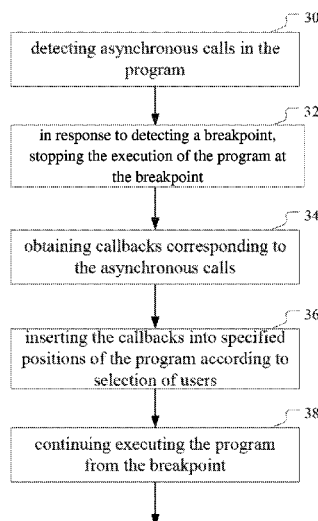 30
detecting asynchronous calls in the
program
32
in response to detecting a breakpoint,
stopping the execution of the program at
the breakpoint
34
obtaining callbacks corresponding to
the asynchronous calls
36
inserting the callbacks into specified
positions of the program according to
selection of users
38
continuing executing the program
from the breakpoint